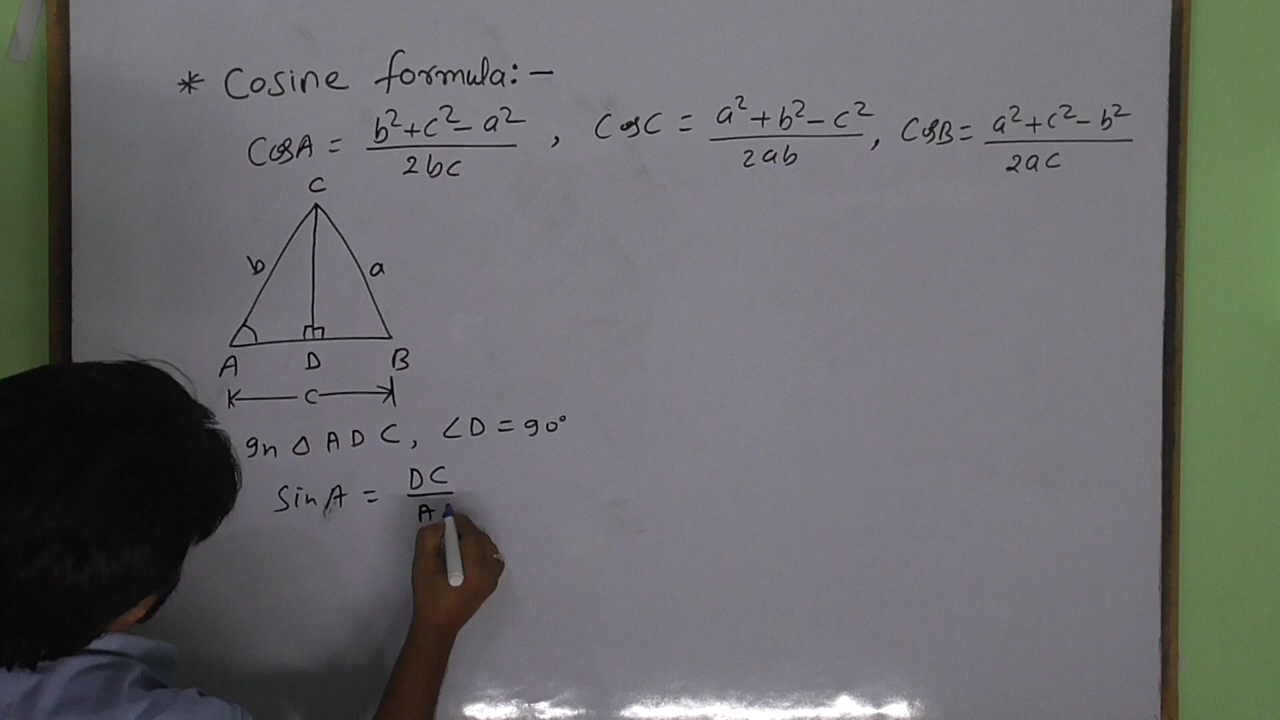 * Cosine formula:-
CosA = b²+c²-a² / 2bc , CosC = a²+b²-c² / 2ab , CosB = a²+c²-b² / 2ac
C
b a
A D B
c
In △ ADC, ∠D = 90°
Sin A = DC / A